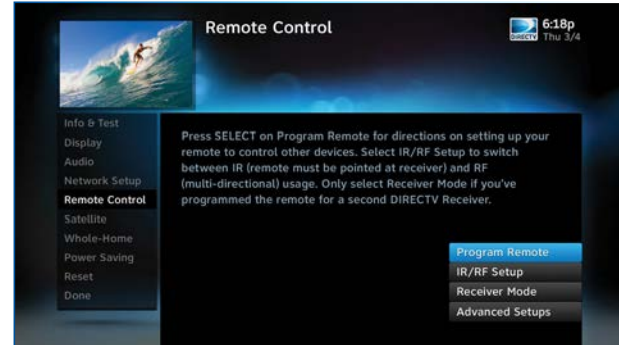 Remote Control
DIRECTV
6:18p
Thu 3/4
Info & Test
Display
Audio
Network Setup
Remote Control
Satellite
Whole-Home
Power Saving
Reset
Done
Press SELECT on Program Remote for directions on setting up your
remote to control other devices. Select IR/RF Setup to switch
between IR (remote must be pointed at receiver) and RF
(multi-directional) usage. Only select Receiver Mode if you've
programmed the remote for a second DIRECTV Receiver.
Program Remote
IR/RF Setup
Receiver Mode
Advanced Setups